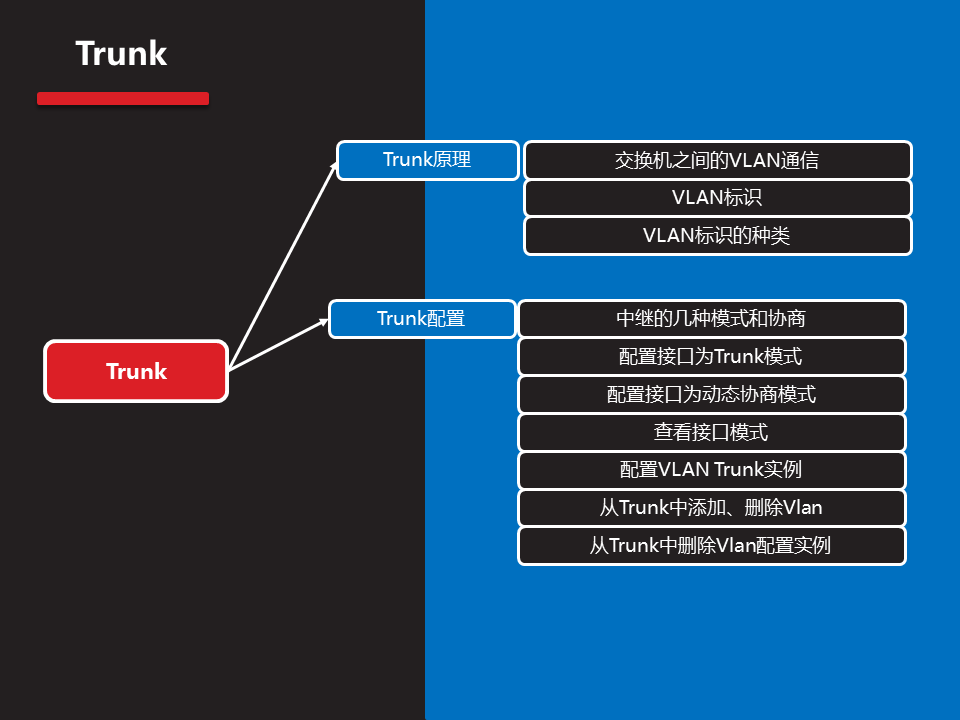 Trunk
Trunk原理
交换机之间的VLAN通信
VLAN标识
VLAN标识的种类
Trunk配置
中继的几种模式和协商
配置接口为Trunk模式
配置接口为动态协商模式
查看接口模式
配置VLAN Trunk实例
从Trunk中添加、删除Vlan
从Trunk中删除Vlan配置实例
Trunk